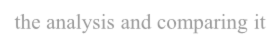 the analysis and comparing it